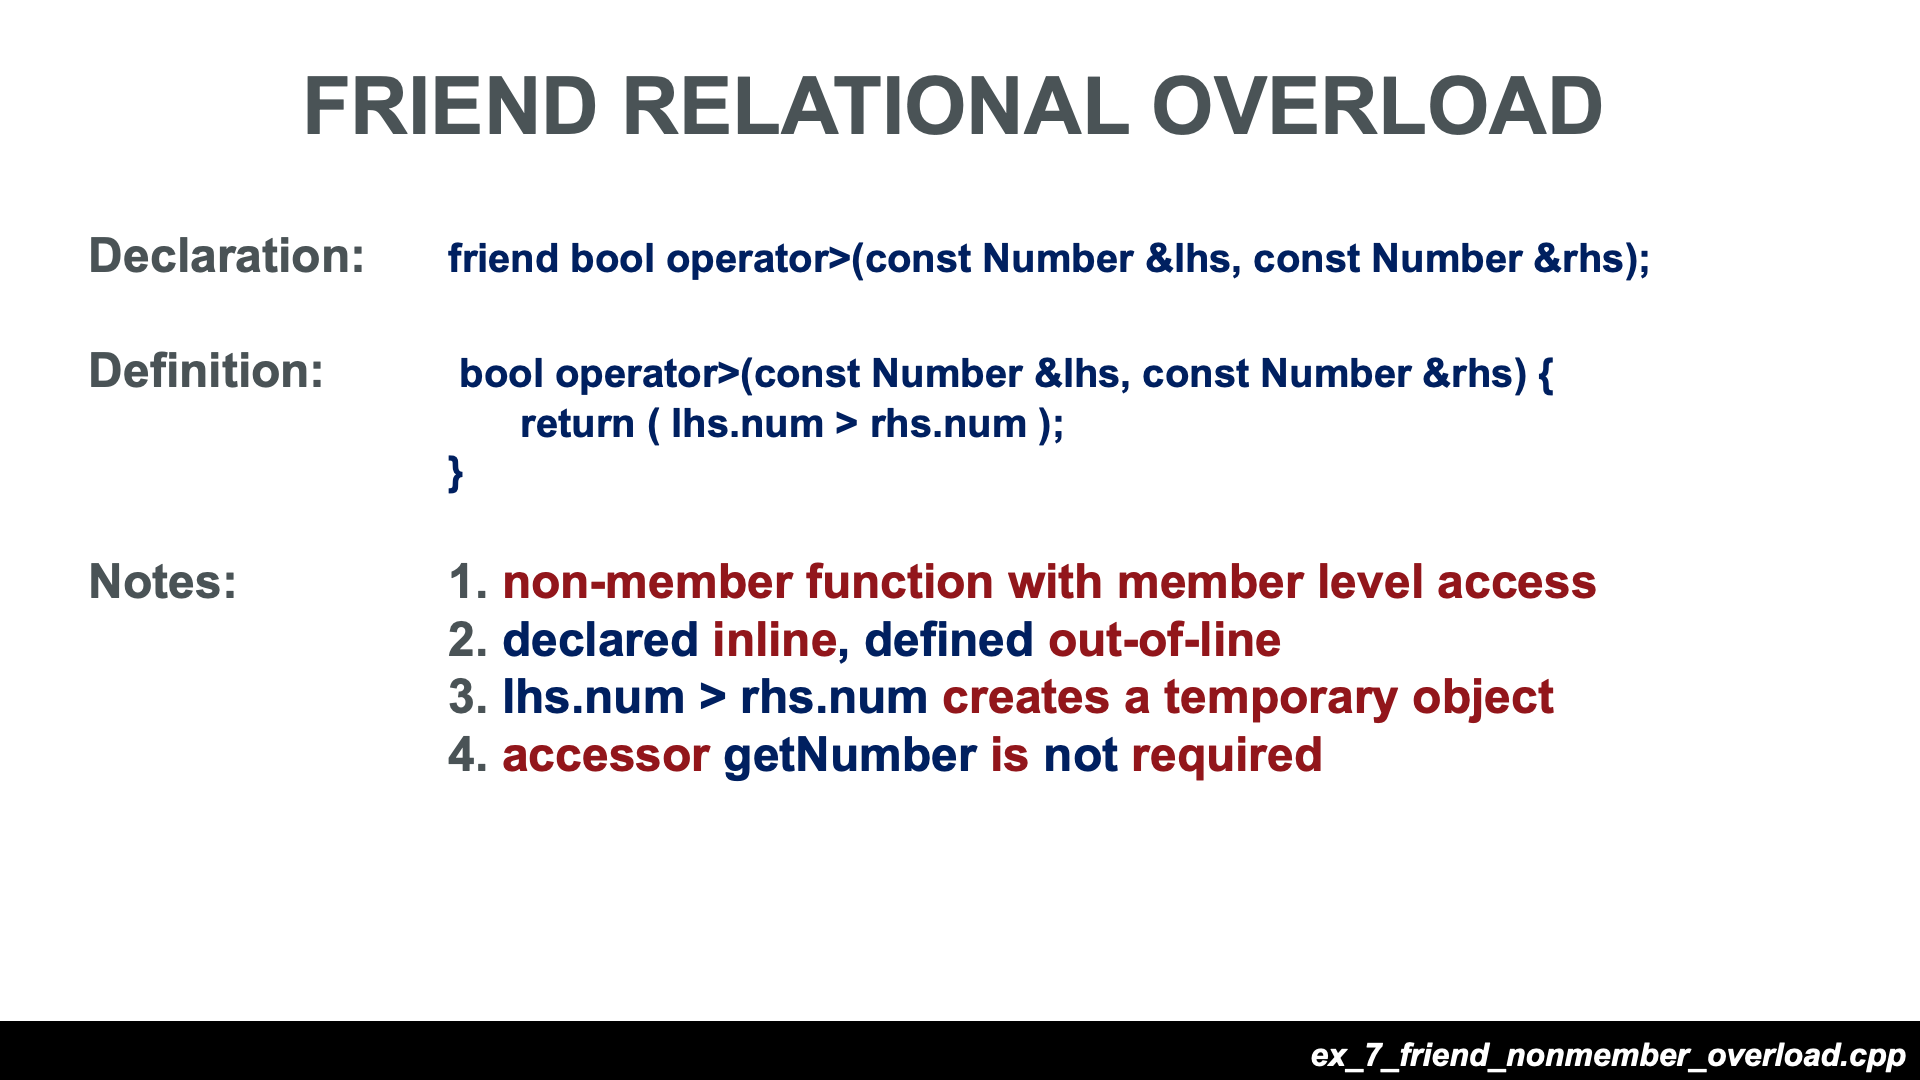 FRIEND RELATIONAL OVERLOAD
Declaration: friend bool operator>(const Number &lhs, const Number &rhs);
Definition: bool operator>(const Number &lhs, const Number &rhs) {
return ( lhs.num > rhs.num );
}
Notes: 1. non-member function with member level access
2. declared inline, defined out-of-line
3. lhs.num > rhs.num creates a temporary object
4. accessor getNumber is not required
ex_7_friend_nonmember_overload.cpp